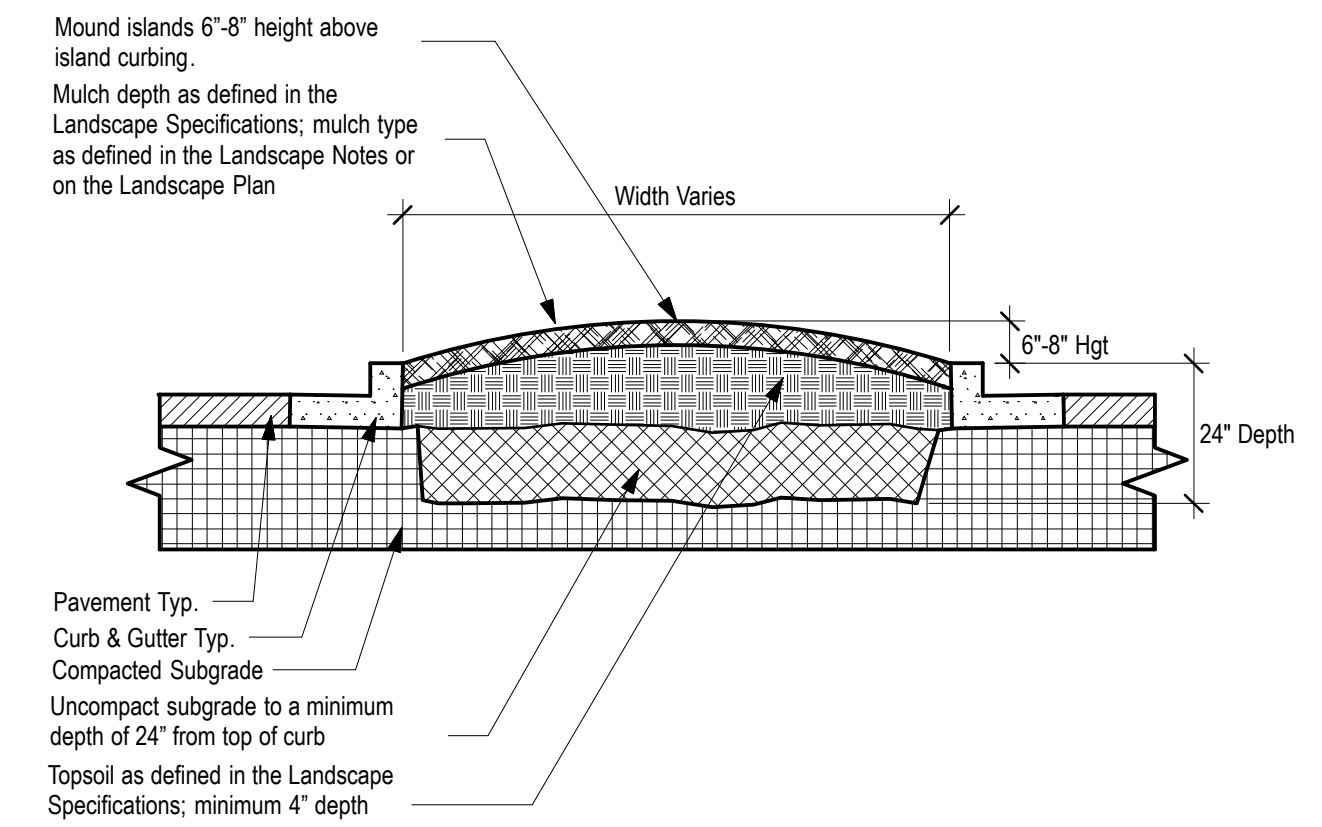 Mound islands 6”-8” height above
island curbing.
Mulch depth as defined in the
Landscape Specifications; mulch type
as defined in the Landscape Notes or
on the Landscape Plan
Width Varies
6"-8" Hgt
24" Depth
Pavement Typ.
Curb & Gutter Typ.
Compacted Subgrade
Uncompact subgrade to a minimum
depth of 24” from top of curb
Topsoil as defined in the Landscape
Specifications; minimum 4” depth